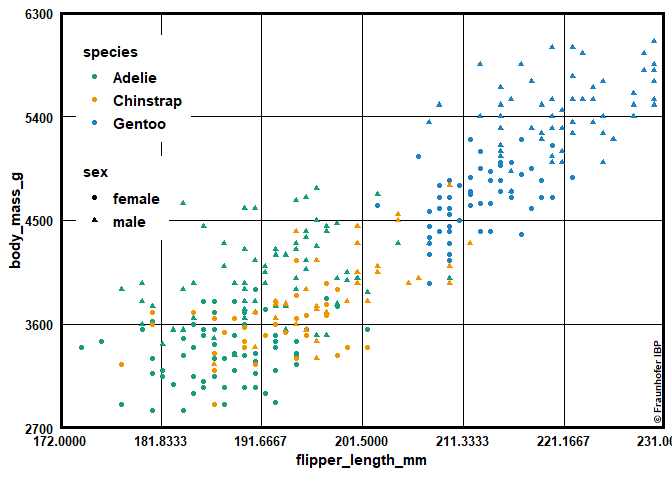 6300
5400
4500
3600
2700
body_mass_g
species
Adelie
Chinstrap
Gentoo
sex
female
male
© Fraunhofer IBP
172.0000 181.8333 191.6667 201.5000 211.3333 221.1667 231.00
flipper_length_mm